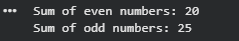 Sum of even numbers: 20
Sum of odd numbers: 25